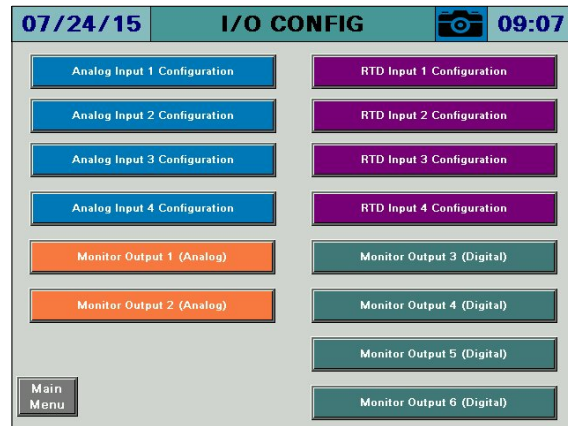 07/24/15 I/O CONFIG 09:07
Analog Input 1 Configuration
RTD Input 1 Configuration
Analog Input 2 Configuration
RTD Input 2 Configuration
Analog Input 3 Configuration
RTD Input 3 Configuration
Analog Input 4 Configuration
RTD Input 4 Configuration
Monitor Output 1 (Analog)
Monitor Output 3 (Digital)
Monitor Output 2 (Analog)
Monitor Output 4 (Digital)
Monitor Output 5 (Digital)
Main
Menu
Monitor Output 6 (Digital)